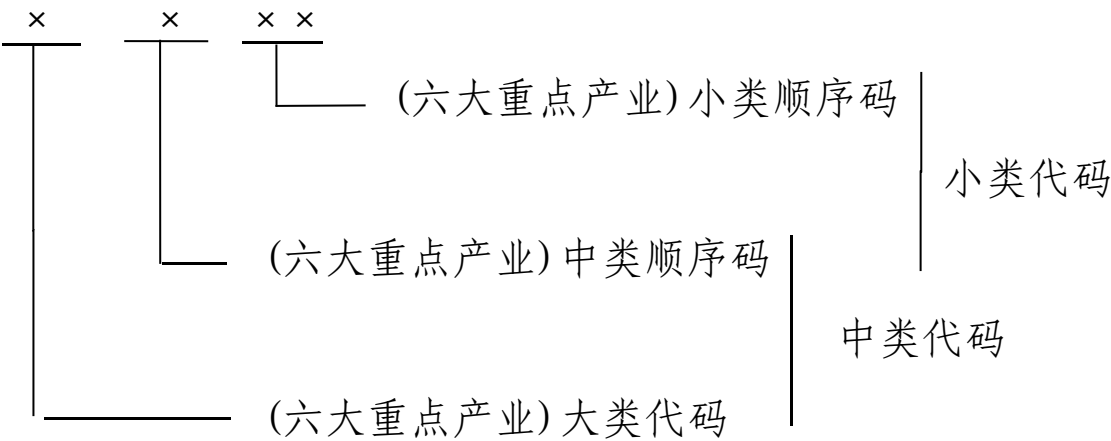 × × × ×
(六大重点产业)小类顺序码
小类代码
(六大重点产业)中类顺序码
中类代码
(六大重点产业)大类代码